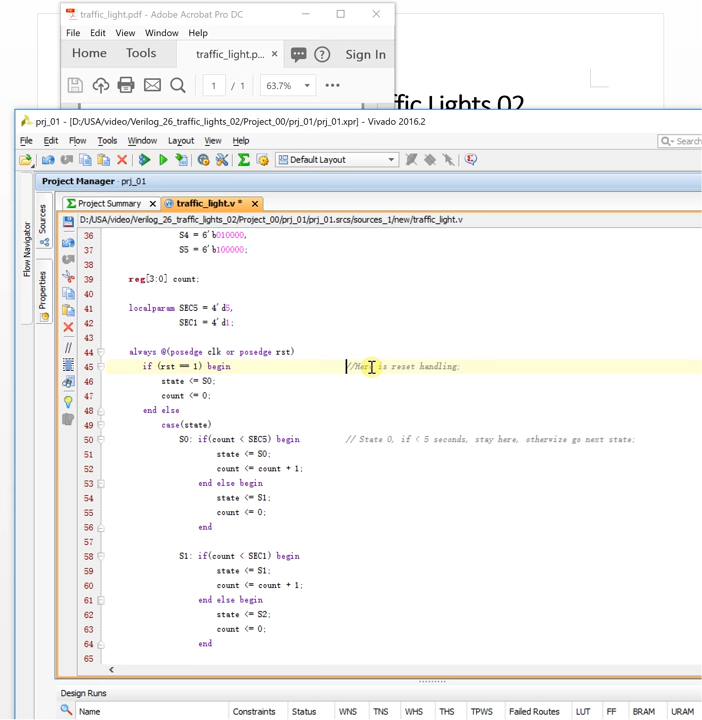 traffic_light.pdf - Adobe Acrobat Pro DC
File Edit View Window Help
Home Tools traffic_light.p... × ? Sign In
1 / 1 63.7%
ffic Lights 02
prj_01 - [D:/USA/video/Verilog_26_traffic_lights_02/Project_00/prj_01/prj_01.xpr] - Vivado 2016.2
File Edit Flow Tools Window Layout View Help
Search
Default Layout
Project Manager - prj_01
Flow Navigator
Sources
Properties
Project Summary × traffic_light.v * ×
D:/USA/video/Verilog_26_traffic_lights_02/Project_00/prj_01/prj_01.srcs/sources_1/new/traffic_light.v
36 S4 = 6'b010000,
37 S5 = 6'b100000;
38
39 reg[3:0] count;
40
41 localparam SEC5 = 4'd5,
42 SEC1 = 4'd1;
43
44 always @(posedge clk or posedge rst)
45 if (rst == 1) begin //Here is reset handling;
46 state <= S0;
47 count <= 0;
48 end else
49 case(state)
50 S0: if(count < SEC5) begin // State 0, if < 5 seconds, stay here, otherwize go next state;
51 state <= S0;
52 count <= count + 1;
53 end else begin
54 state <= S1;
55 count <= 0;
56 end
57
58 S1: if(count < SEC1) begin
59 state <= S1;
60 count <= count + 1;
61 end else begin
62 state <= S2;
63 count <= 0;
64 end
65
Design Runs
Name Constraints Status WNS TNS WHS THS TPWS Failed Routes LUT FF BRAM URAM